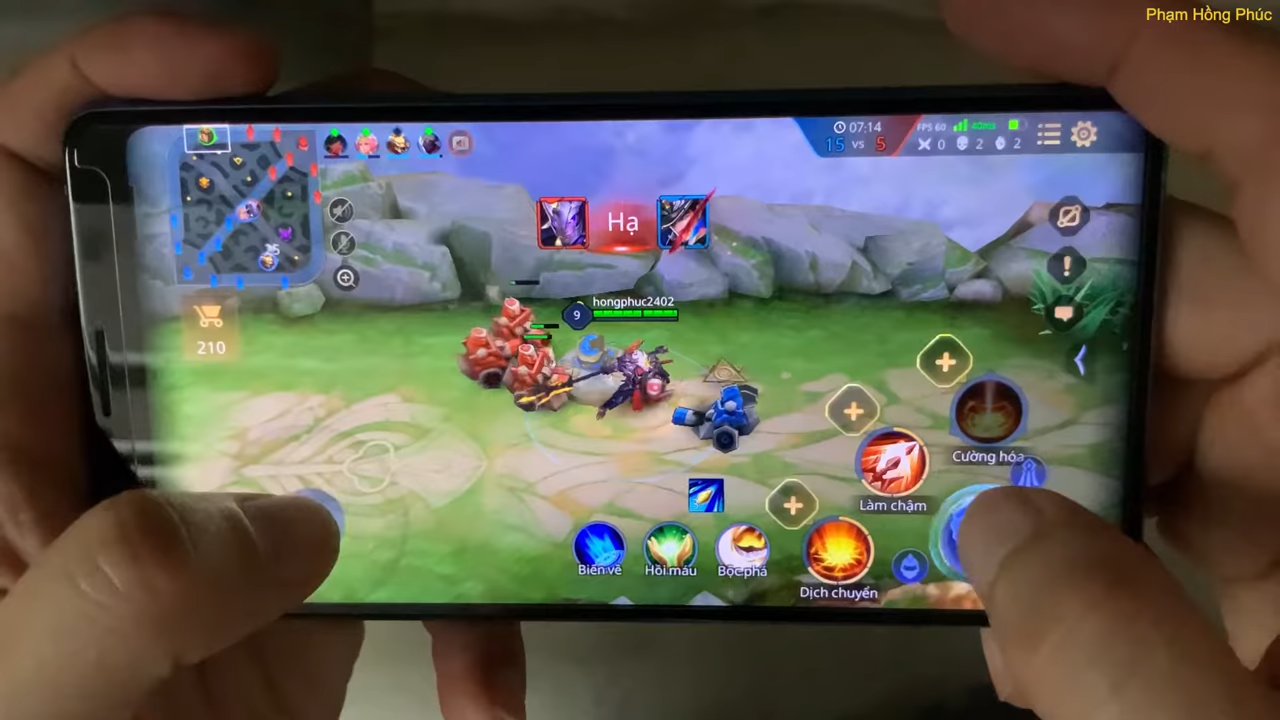 Phạm Hồng Phúc
07:14
15 vs 5
FPS 60 40ms
0 2 2
Hạ
hongphuc2402
9
210
Cường hóa
Làm chậm
Biến về
Hồi máu
Bộc phá
Dịch chuyển